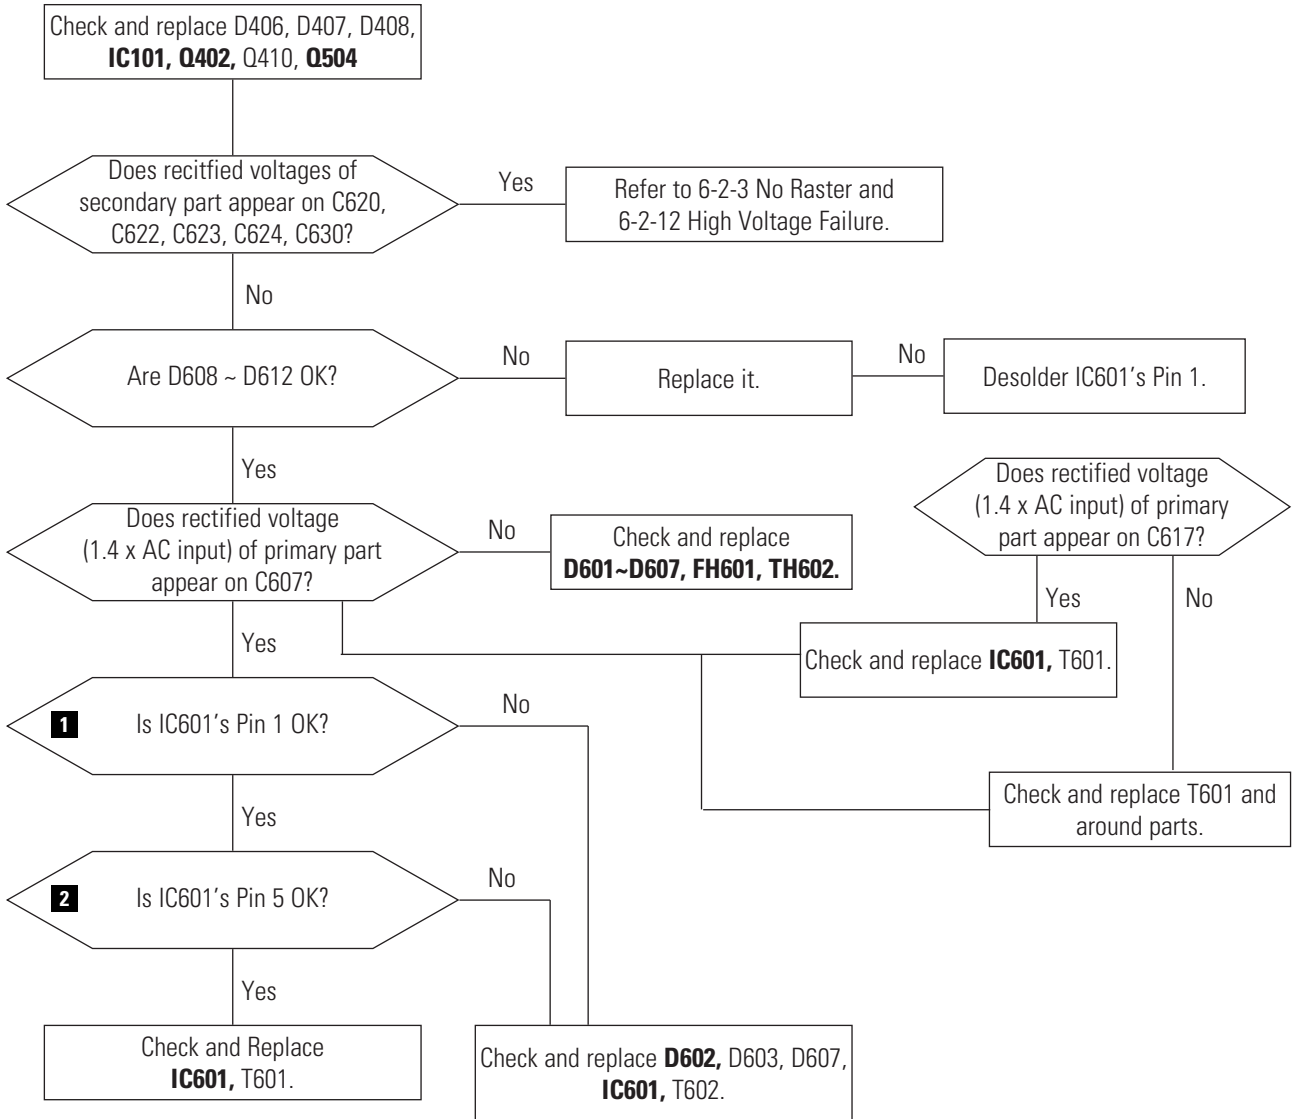 Check and replace D406, D407, D408,
IC101, Q402, Q410, Q504
Does recitfied voltages of
secondary part appear on C620,
C622, C623, C624, C630?
Yes
Refer to 6-2-3 No Raster and
6-2-12 High Voltage Failure.
No
Are D608 ~ D612 OK?
No
Replace it.
No
Desolder IC601's Pin 1.
Yes
Does rectified voltage
(1.4 x AC input) of primary part
appear on C607?
No
Check and replace
D601~D607, FH601, TH602.
Does rectified voltage
(1.4 x AC input) of primary
part appear on C617?
Yes
No
Yes
Check and replace IC601, T601.
1
Is IC601's Pin 1 OK?
No
Check and replace T601 and
around parts.
Yes
2
Is IC601's Pin 5 OK?
No
Yes
Check and Replace
IC601, T601.
Check and replace D602, D603, D607,
IC601, T602.